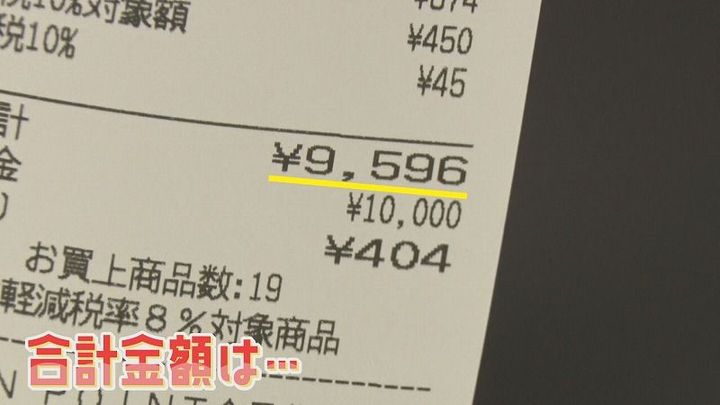 税10%対象額
¥450
税10%
¥45
計
¥9,596
金
¥10,000
)
¥404
お買上商品数:19
軽減税率8%対象商品
合計金額は…